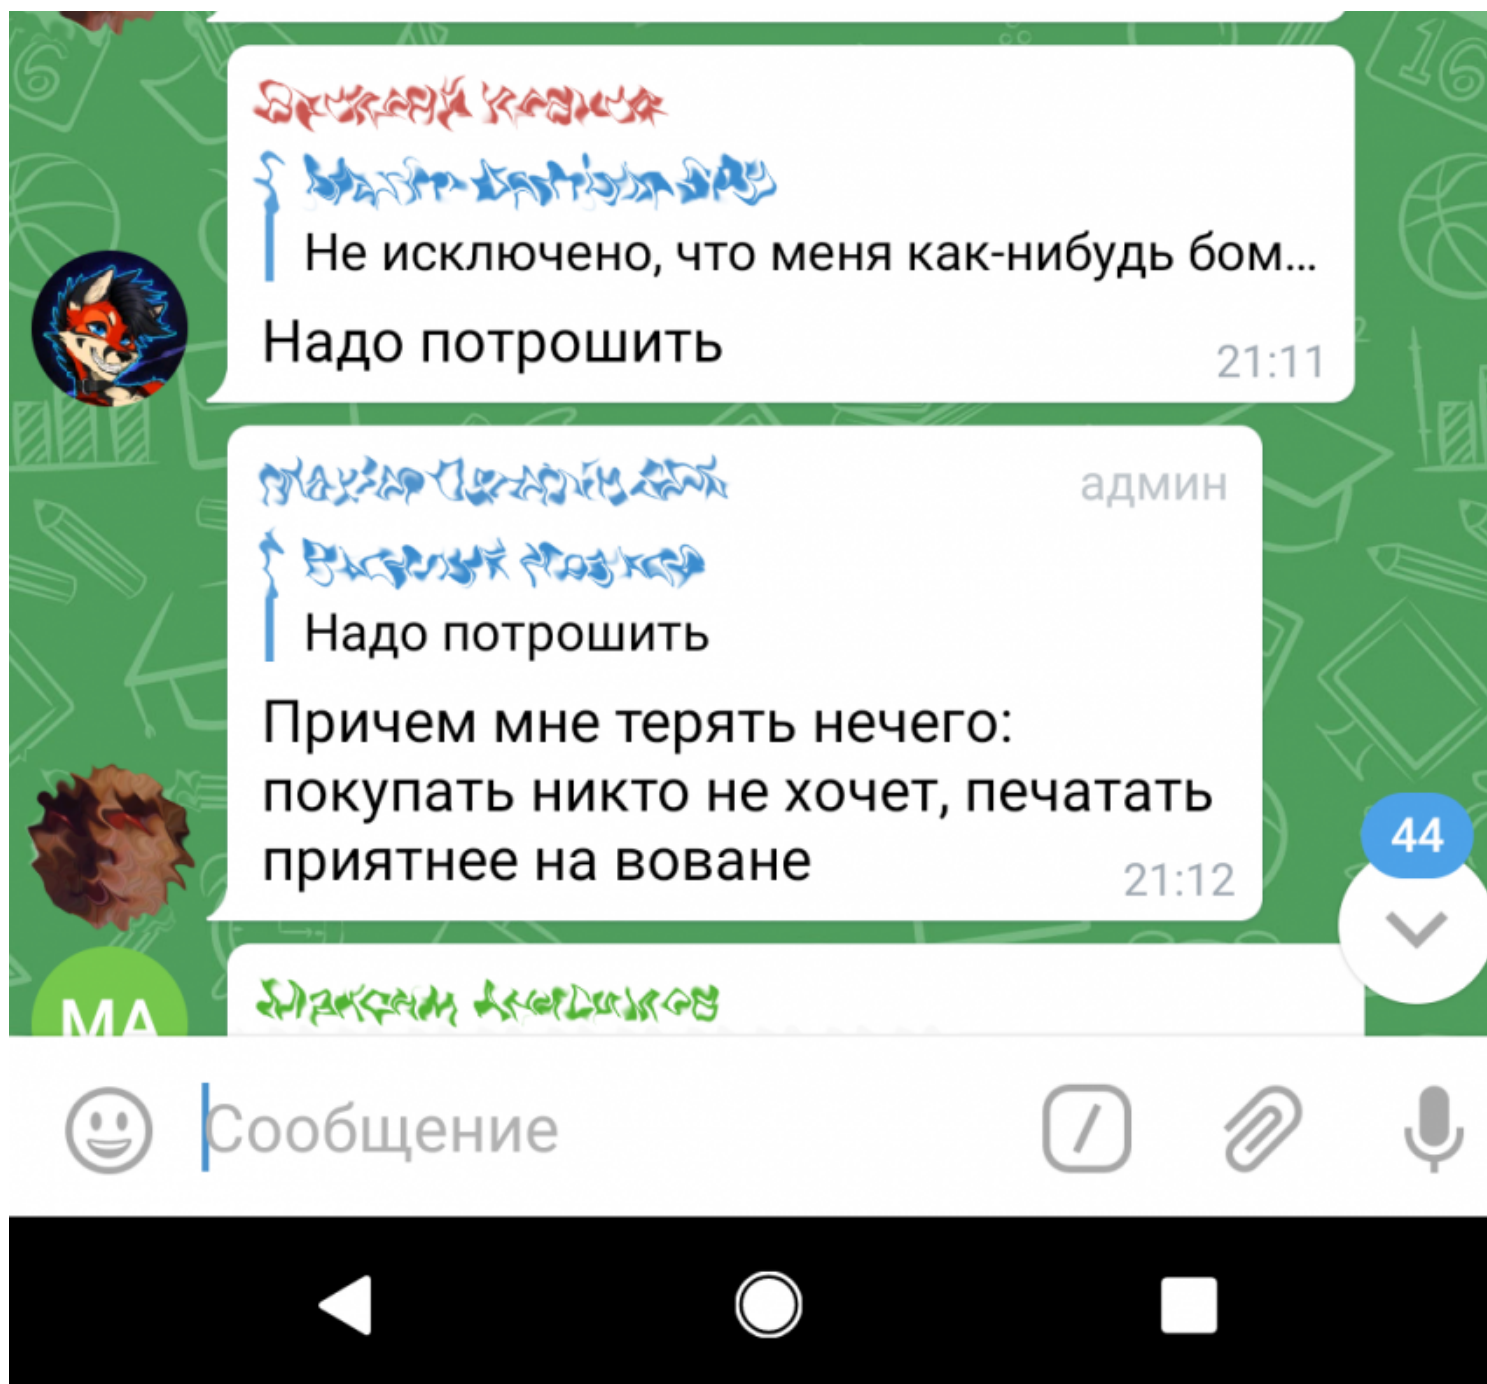 Не исключено, что меня как-нибудь бом...
Надо потрошить
21:11
админ
Надо потрошить
Причем мне терять нечего:
покупать никто не хочет, печатать
приятнее на воване
21:12
44
МА
Сообщение